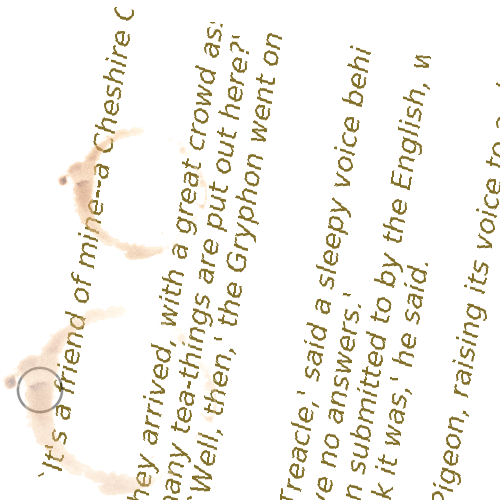 `It's a friend of mine--a Cheshire
hey arrived, with a great crowd as
many tea-things are put out here?'
`Well, then,' the Gryphon went on
Treacle,' said a sleepy voice behi
ve no answers.'
n submitted to by the English, w
k it was,' he said.
Pigeon, raising its voice to